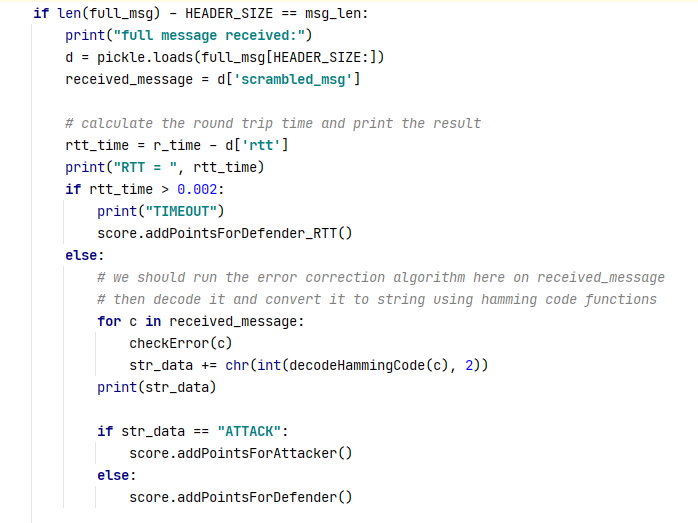 if len(full_msg) - HEADER_SIZE == msg_len:
    print("full message received:")
    d = pickle.loads(full_msg[HEADER_SIZE:])
    received_message = d['scrambled_msg']

    # calculate the round trip time and print the result
    rtt_time = r_time - d['rtt']
    print("RTT = ", rtt_time)
    if rtt_time > 0.002:
        print("TIMEOUT")
        score.addPointsForDefender_RTT()
    else:
        # we should run the error correction algorithm here on received_message
        # then decode it and convert it to string using hamming code functions
        for c in received_message:
            checkError(c)
            str_data += chr(int(decodeHammingCode(c), 2))
        print(str_data)

        if str_data == "ATTACK":
            score.addPointsForAttacker()
        else:
            score.addPointsForDefender()